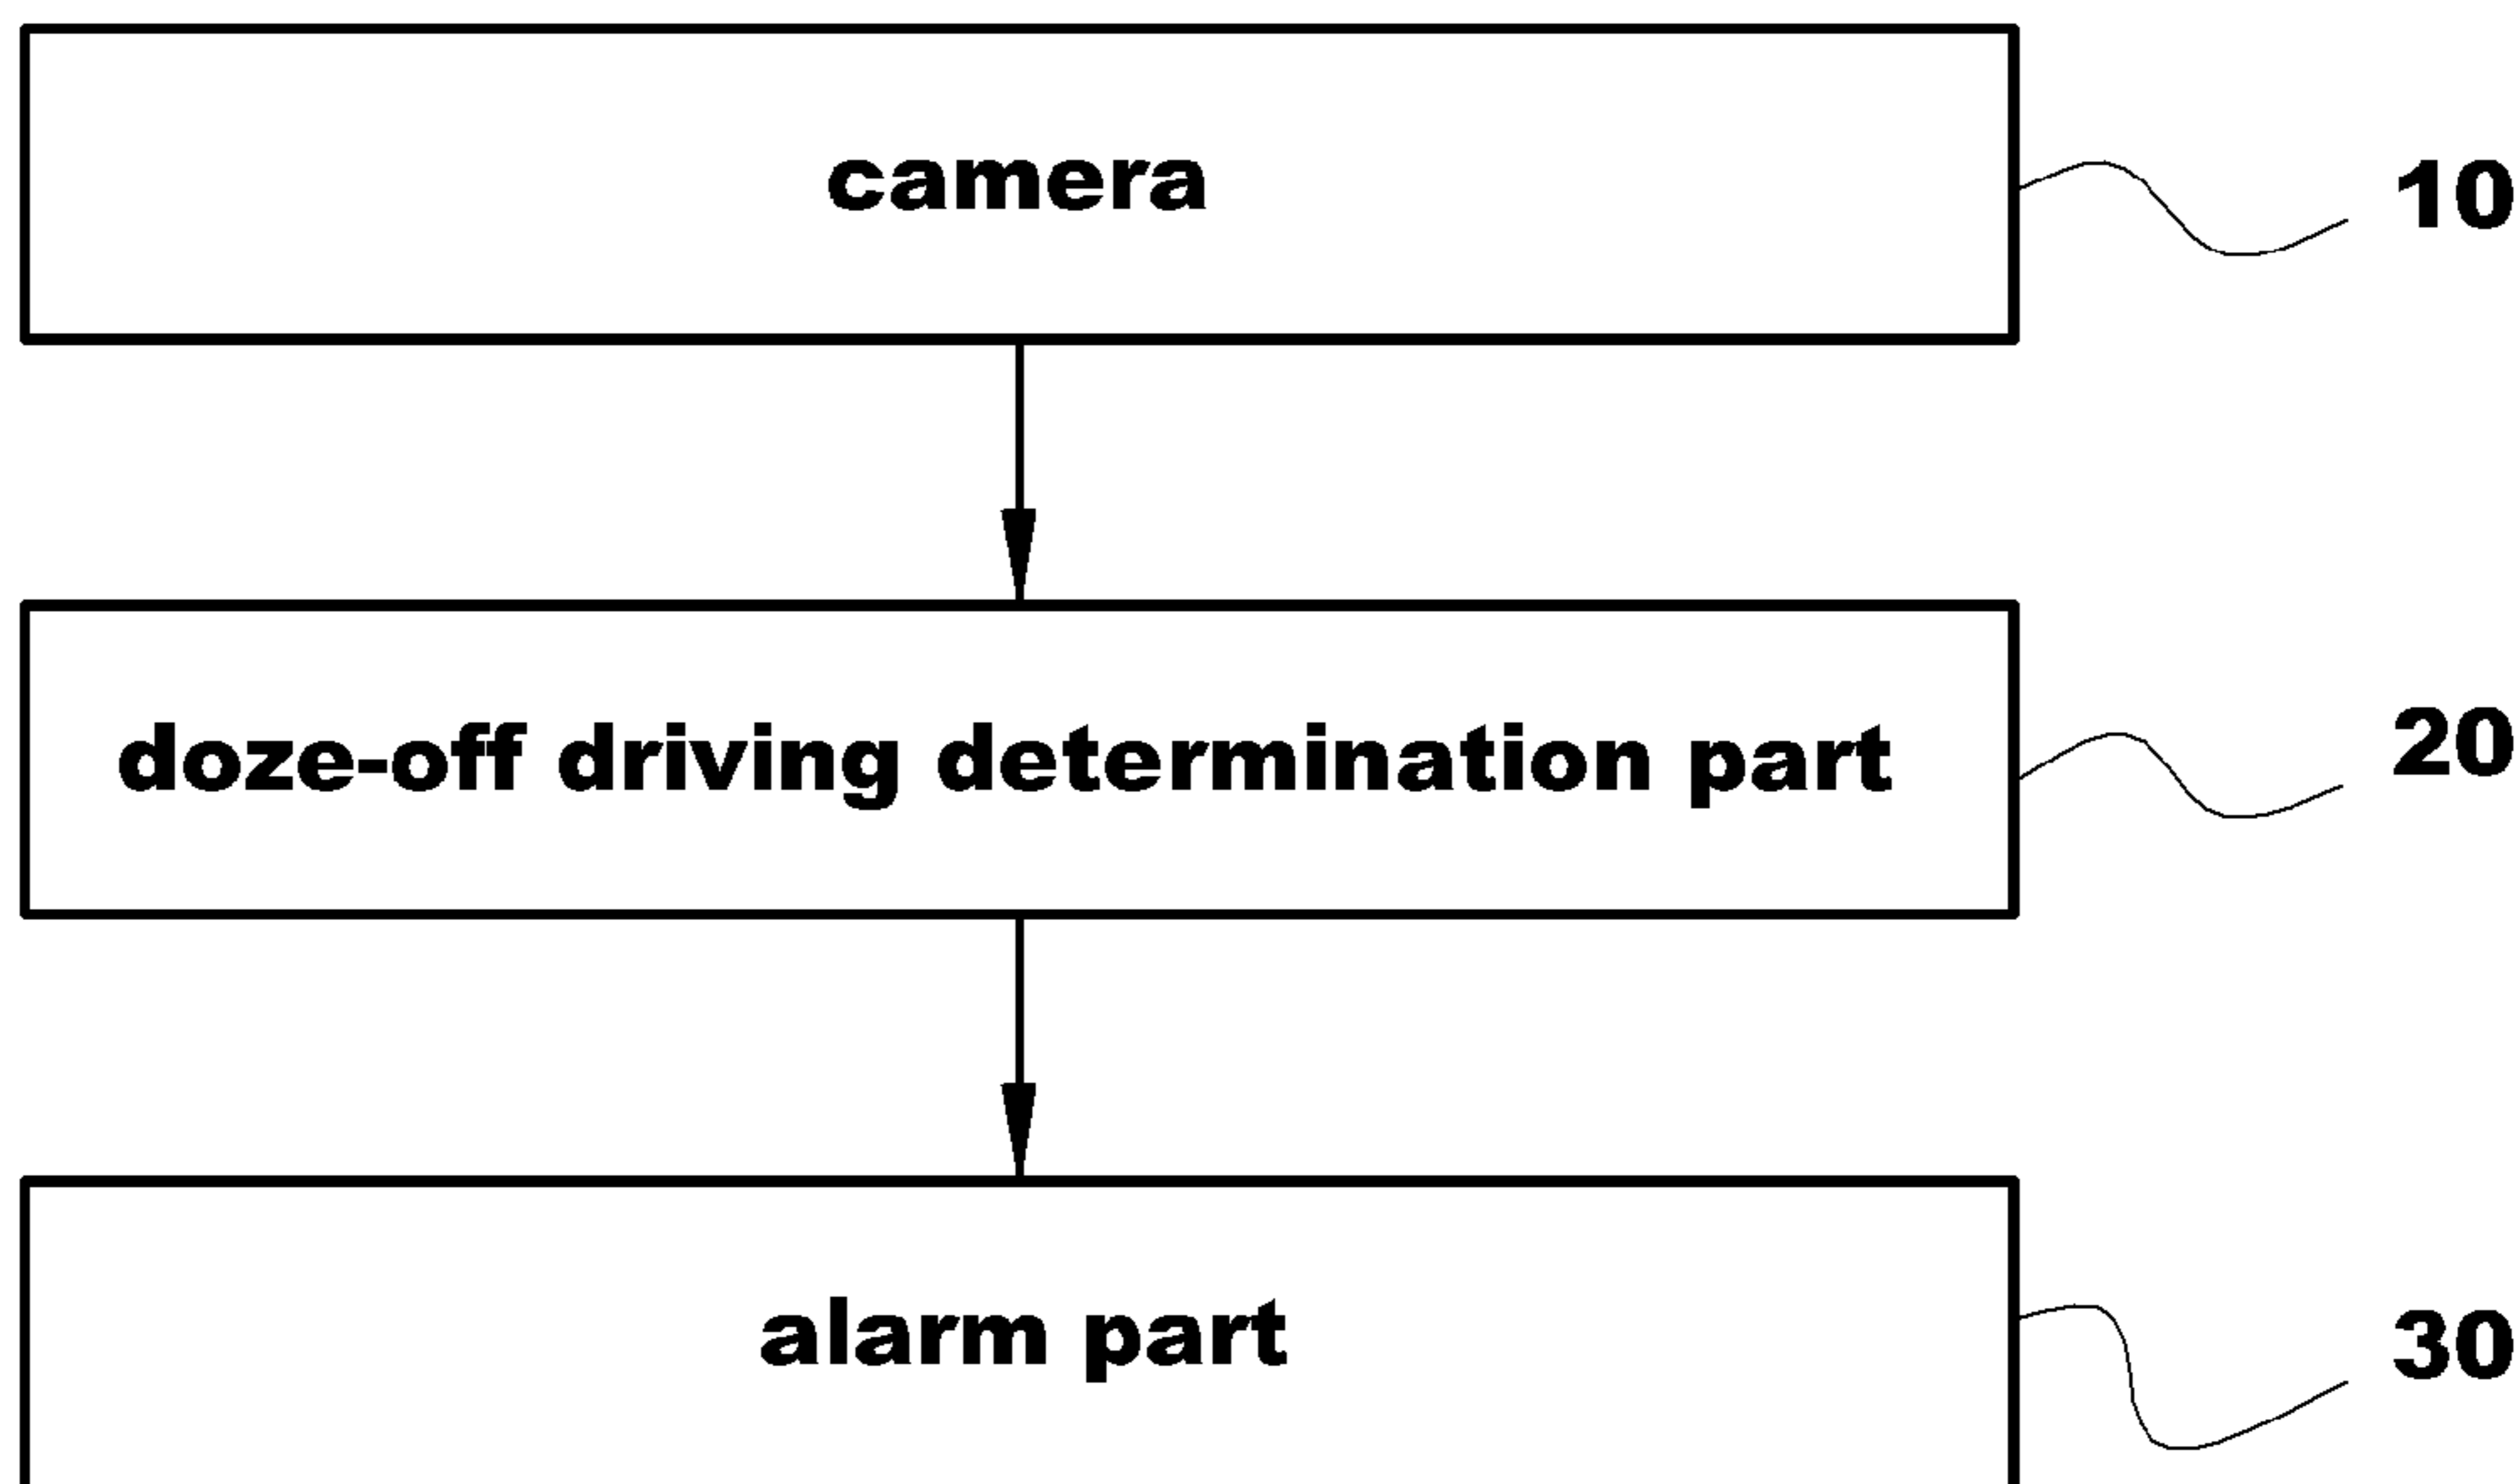 camera
10
doze-off driving determination part
20
alarm part
30